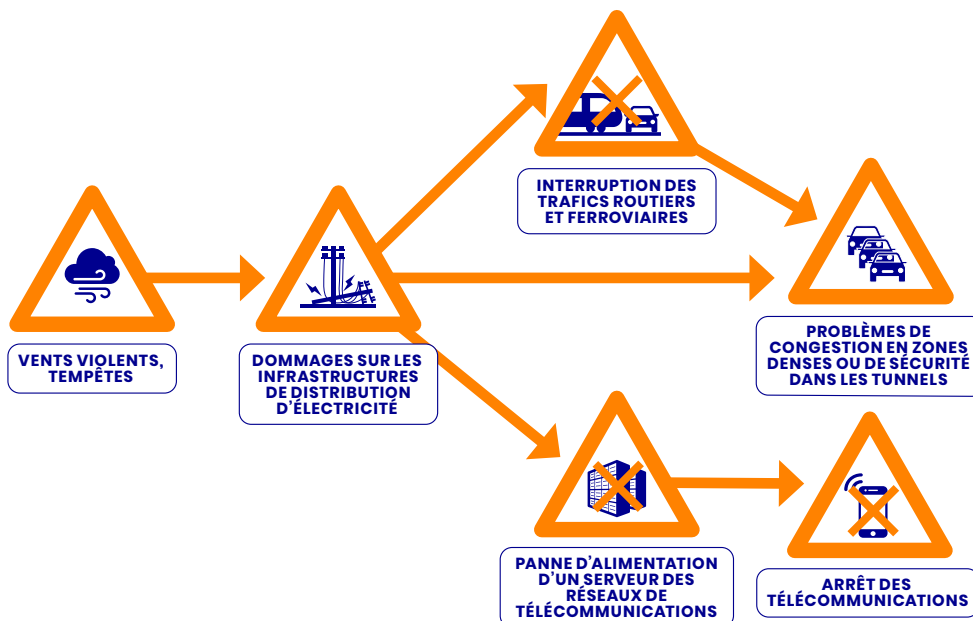 INTERRUPTION DES
TRAFICS ROUTIERS
ET FERROVIAIRES
VENTS VIOLENTS,
TEMPÊTES
DOMMAGES SUR LES
INFRASTRUCTURES
DE DISTRIBUTION
D’ÉLECTRICITÉ
PROBLÈMES DE
CONGESTION EN ZONES
DENSES OU DE SÉCURITÉ
DANS LES TUNNELS
PANNE D’ALIMENTATION
D’UN SERVEUR DES
RÉSEAUX DE
TÉLÉCOMMUNICATIONS
ARRÊT DES
TÉLÉCOMMUNICATIONS